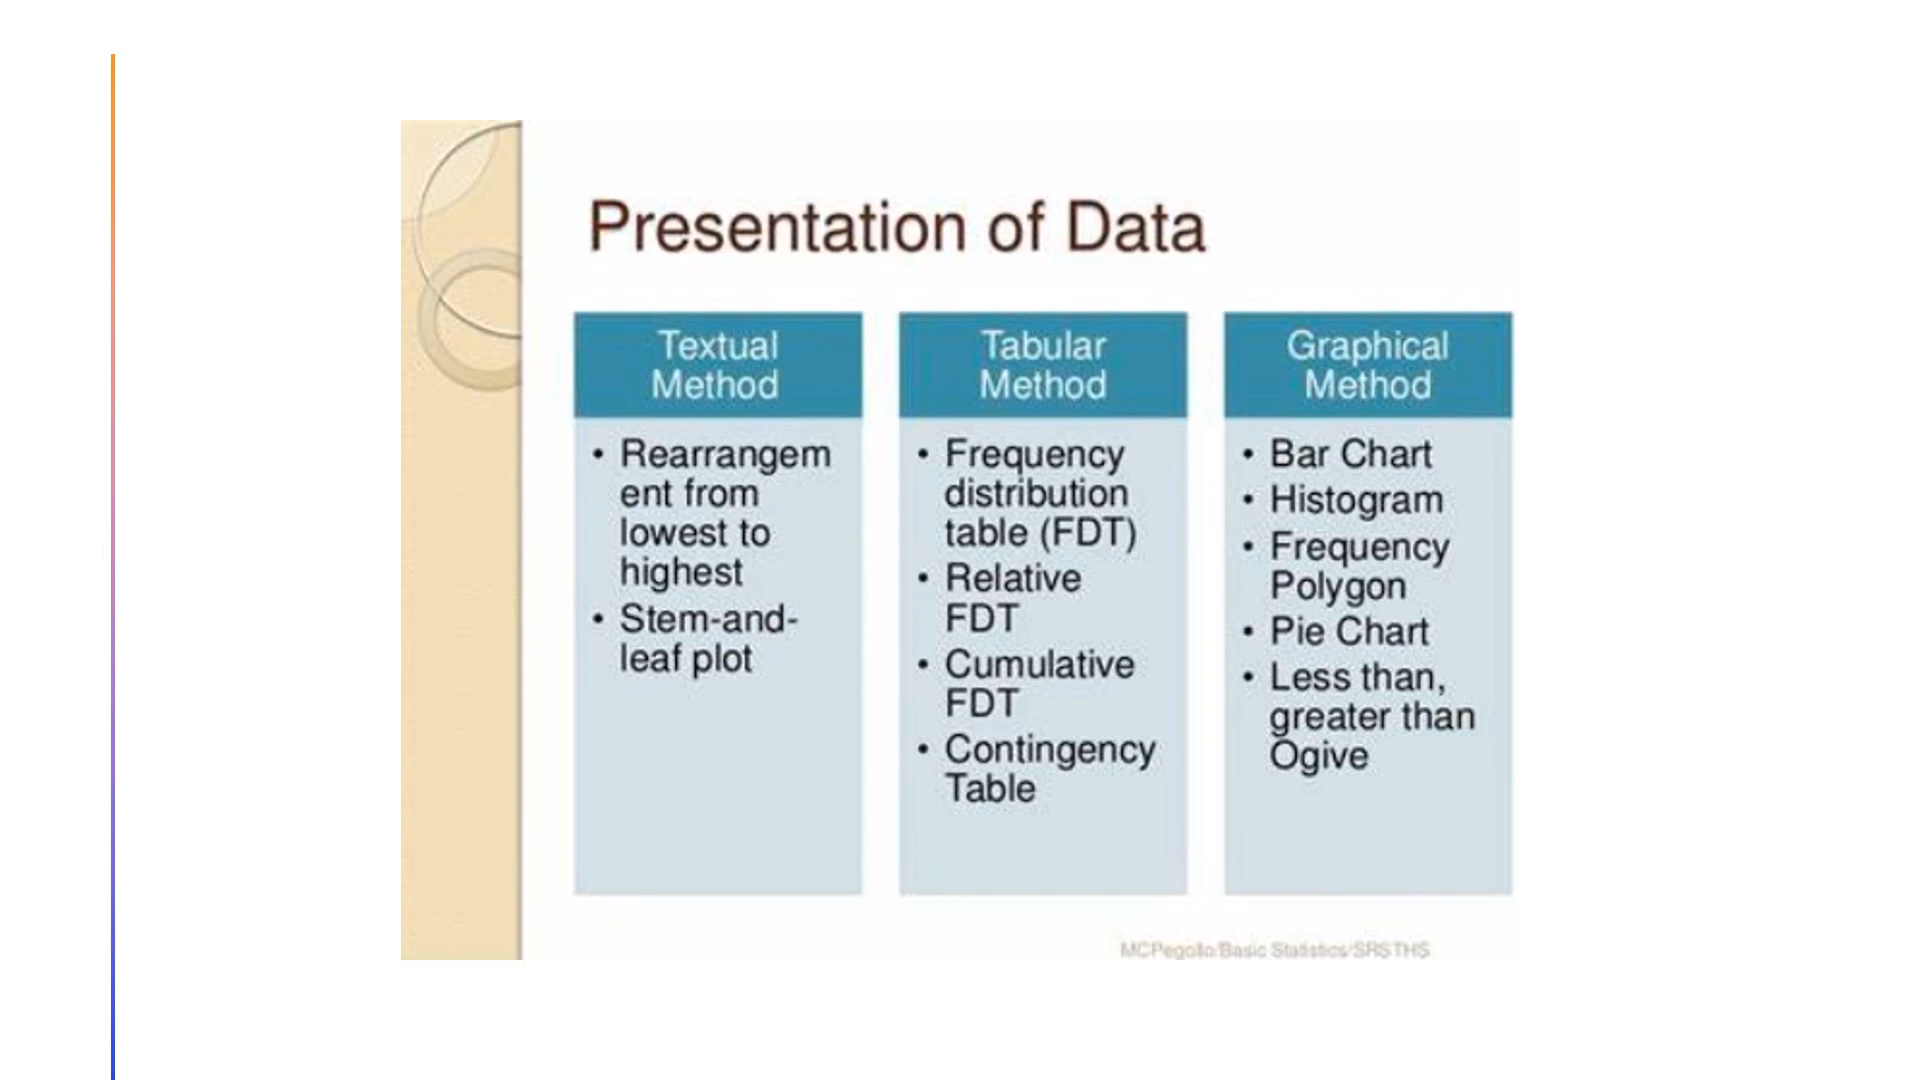 Presentation of Data
Textual
Method
• Rearrangem
ent from
lowest to
highest
• Stem-and-
leaf plot
Tabular
Method
• Frequency
distribution
table (FDT)
• Relative
FDT
• Cumulative
FDT
• Contingency
Table
Graphical
Method
• Bar Chart
• Histogram
• Frequency
Polygon
• Pie Chart
• Less than,
greater than
Ogive
MCPegollo/Basic Statistics/SRSTHS